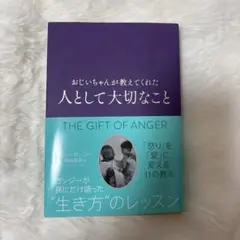 おじいちゃんが教えてくれた
人として大切なこと
THE GIFT OF ANGER
「怒り」を
「愛」に
変える
11の教え
ガンジーが
孫にだけ語った
"生き方"のレッスン